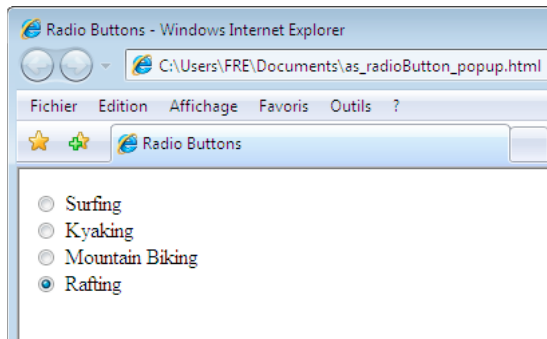 Radio Buttons - Windows Internet Explorer
C:\Users\FRE\Documents\as_radioButton_popup.html
Fichier Edition Affichage Favoris Outils ?
Radio Buttons
Surfing
Kyaking
Mountain Biking
Rafting